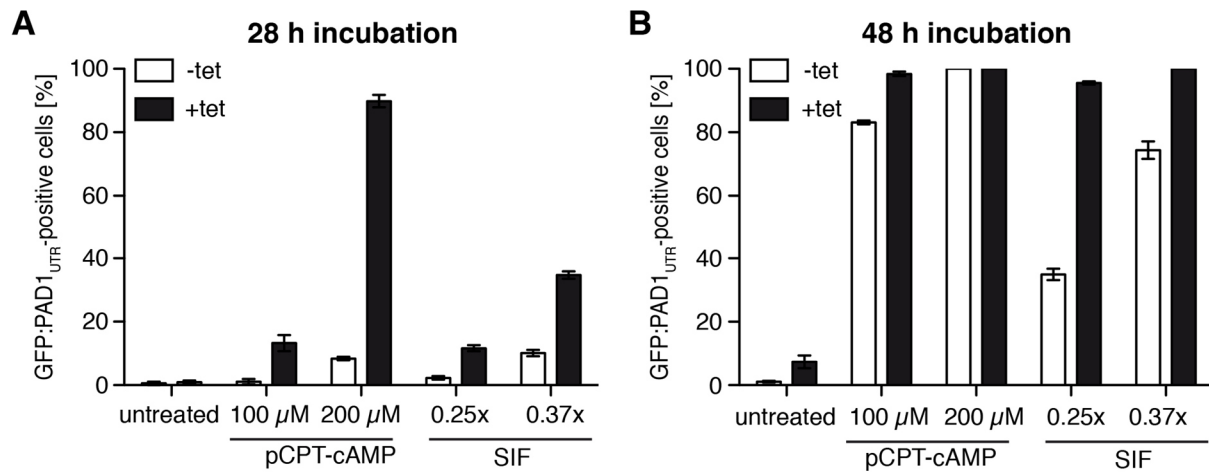 A
28 h incubation
GFP:PAD1UTR-positive cells [%]
100
80
60
40
20
0
-tet
+tet
untreated
100 µM
200 µM
0.25x
0.37x
pCPT-cAMP
SIF
B
48 h incubation
GFP:PAD1UTR-positive cells [%]
100
80
60
40
20
0
-tet
+tet
untreated
100 µM
200 µM
0.25x
0.37x
pCPT-cAMP
SIF